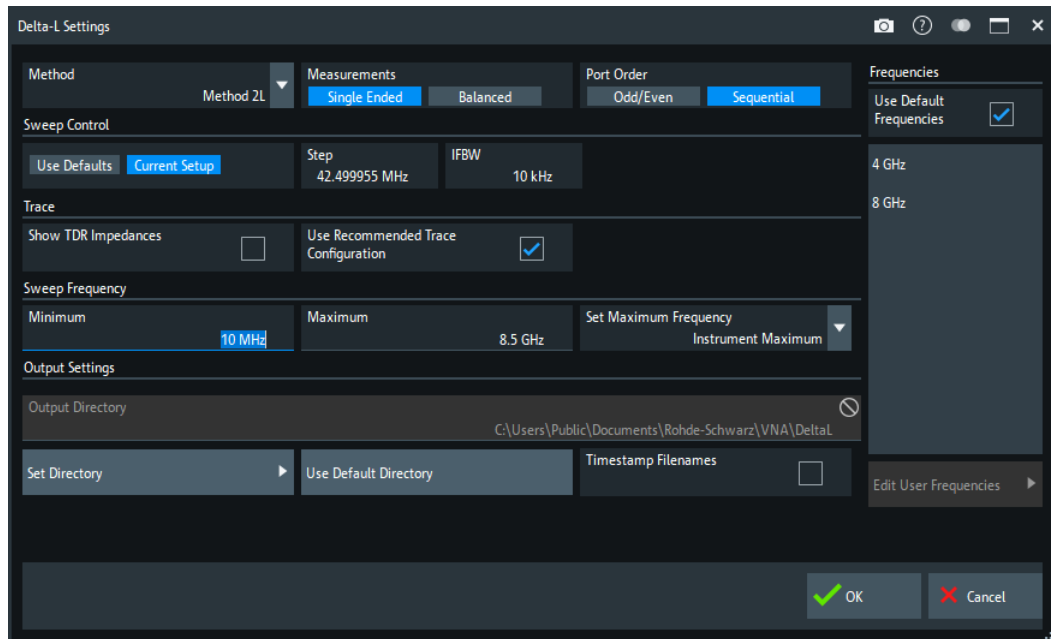 Delta-L Settings
Method
Method 2L
Measurements
Single Ended
Balanced
Port Order
Odd/Even
Sequential
Frequencies
Use Default
Frequencies
4 GHz
8 GHz
Edit User Frequencies
Sweep Control
Use Defaults
Current Setup
Step
42.499955 MHz
IFBW
10 kHz
Trace
Show TDR Impedances
Use Recommended Trace
Configuration
Sweep Frequency
Minimum
10 MHz
Maximum
8.5 GHz
Set Maximum Frequency
Instrument Maximum
Output Settings
Output Directory
C:\Users\Public\Documents\Rohde-Schwarz\VNA\DeltaL
Set Directory
Use Default Directory
Timestamp Filenames
OK
Cancel